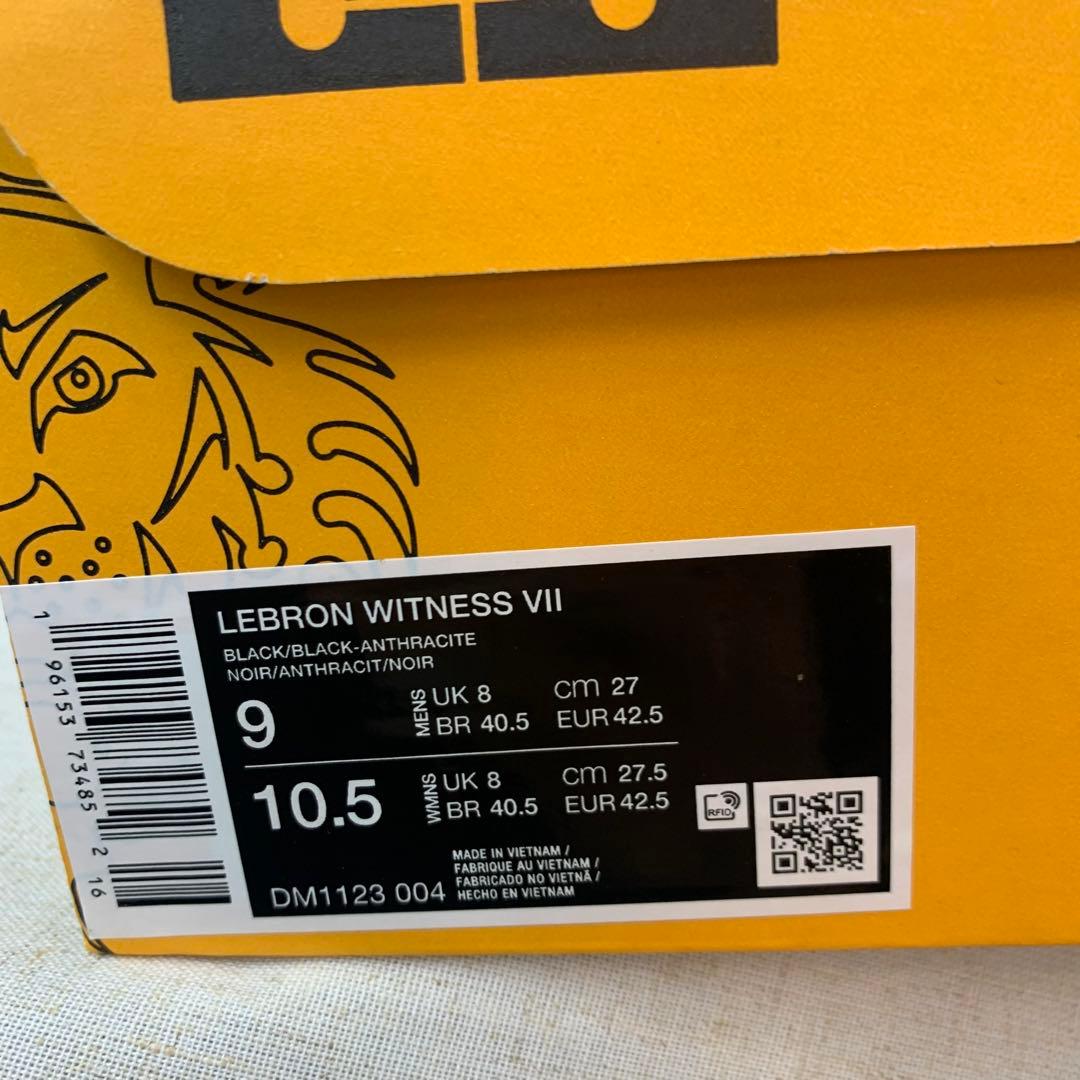 LEBRON WITNESS VII
BLACK/BLACK-ANTHRACITE
NOIR/ANTHRACIT/NOIR
9 MENS UK 8 cm 27
BR 40.5 EUR 42.5
10.5 WMNS UK 8 cm 27.5
BR 40.5 EUR 42.5
RFID
MADE IN VIETNAM /
FABRIQUE AU VIETNAM /
FABRICADO NO VIETNÃ /
HECHO EN VIETNAM
DM1123 004
1 96153 73485 2 16